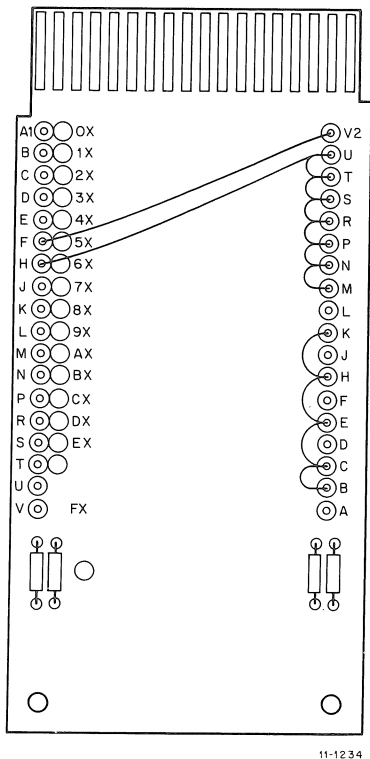 A1 0X V2
B 1X U
C 2X T
D 3X S
E 4X R
F 5X P
H 6X N
J 7X M
K 8X L
L 9X K
M AX J
N BX H
P CX F
R DX E
S EX D
T C
U B
V FX A
11-1234